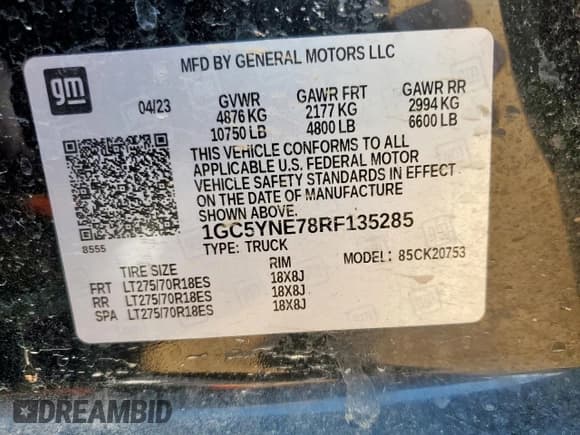 MFD BY GENERAL MOTORS LLC
gm
04/23 GVWR GAWR FRT GAWR RR
4876 KG 2177 KG 2994 KG
10750 LB 4800 LB 6600 LB
THIS VEHICLE CONFORMS TO ALL
APPLICABLE U.S. FEDERAL MOTOR
VEHICLE SAFETY STANDARDS IN EFFECT
ON THE DATE OF MANUFACTURE
SHOWN ABOVE.
8555
1GC5YNE78RF135285
TYPE: TRUCK MODEL: 85CK20753
TIRE SIZE RIM
FRT LT275/70R18ES 18X8J
RR LT275/70R18ES 18X8J
SPA LT275/70R18ES 18X8J
DREAMBID